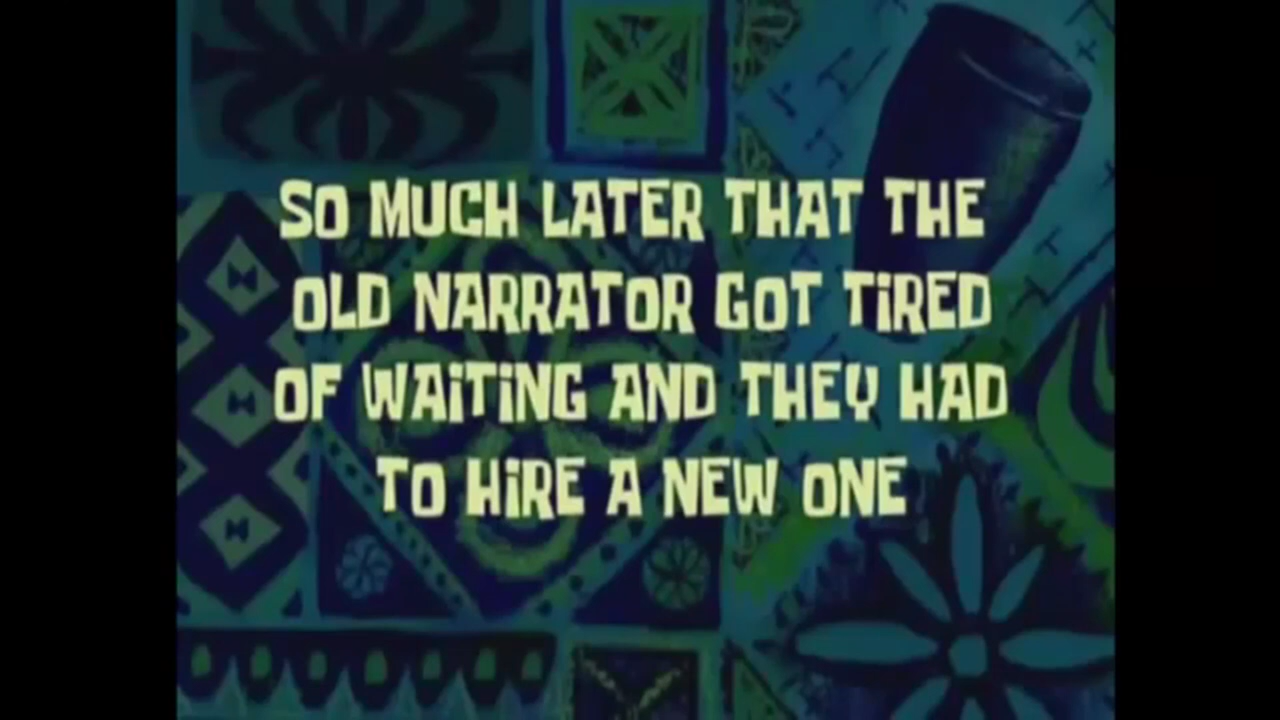 SO MUCH LATER THAT THE
OLD NARRATOR GOT TiRED
OF WAiTiNG AND THEY HAD
TO HiRE A NEW ONE